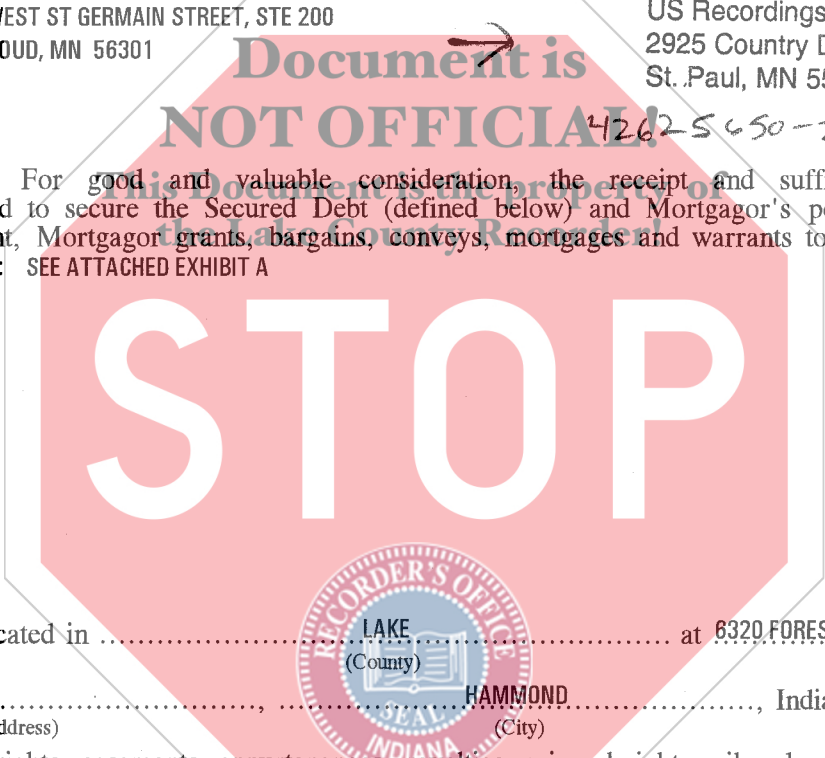 EST ST GERMAIN STREET, STE 200
OUD, MN 56301
US Recordings
2925 Country D
St. Paul, MN 55
Document is
NOT OFFICIAL!
This Document is the property of
the Lake County Recorder!
For good and valuable consideration, the receipt and suffi
d to secure the Secured Debt (defined below) and Mortgagor's p
t, Mortgagor grants, bargains, conveys, mortgages and warrants to
: SEE ATTACHED EXHIBIT A
STOP
RECORDER'S OFFICE
SEAL
INDIANA
cated in .......... LAKE .......... at 6320 FORES
(County)
.........., .......... HAMMOND .........., India
ddress) (City)